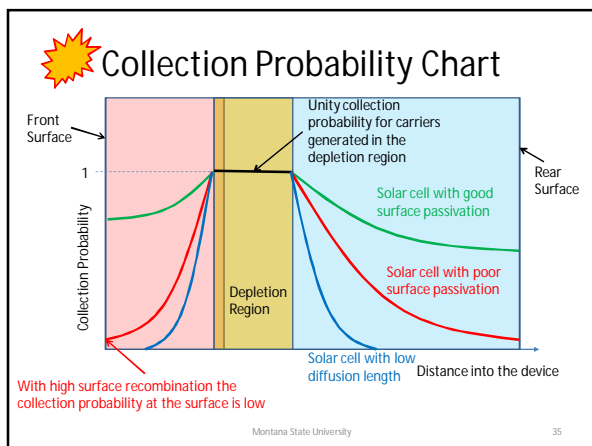 Collection Probability Chart
Front
Surface
Unity collection
probability for carriers
generated in the
depletion region
Rear
Surface
1
Collection Probability
Solar cell with good
surface passivation
Solar cell with poor
surface passivation
Depletion
Region
Solar cell with low
diffusion length
Distance into the device
With high surface recombination the
collection probability at the surface is low
Montana State University
35